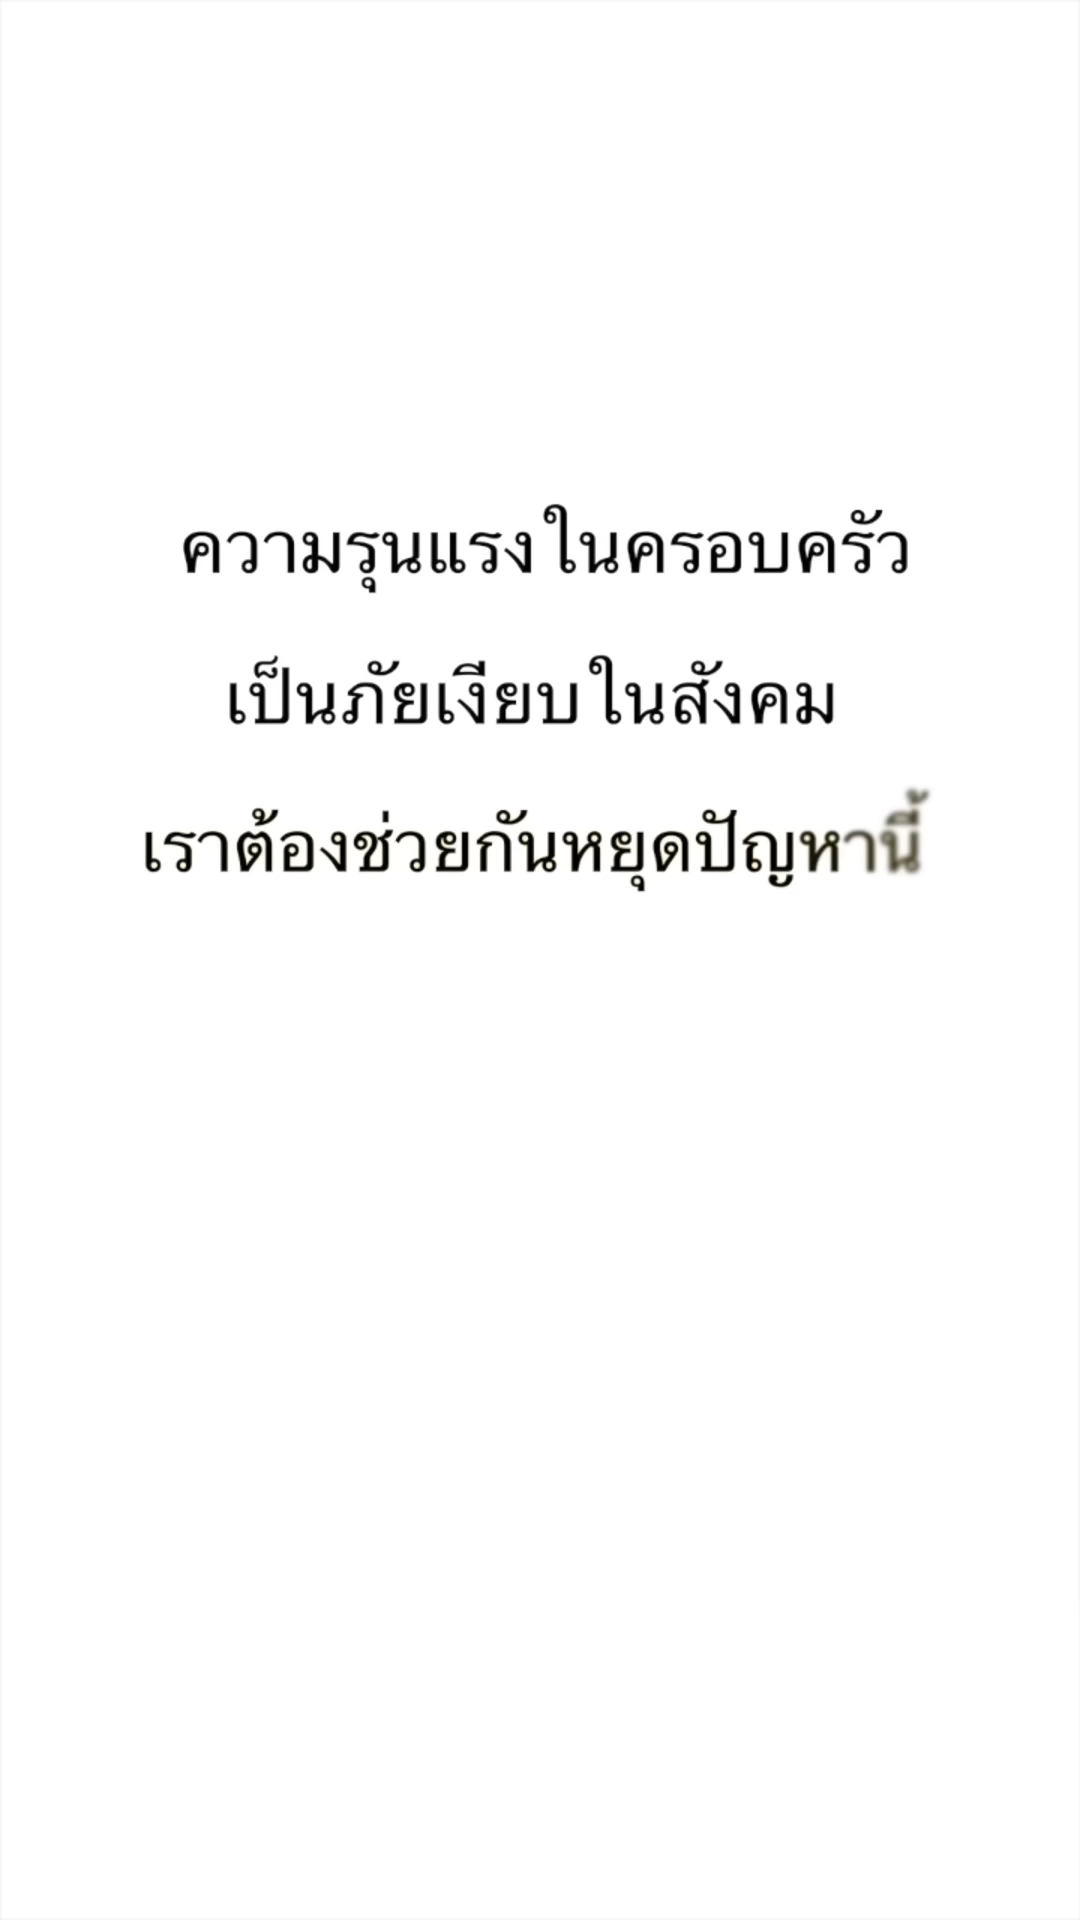 ความรุนแรงในครอบครัว
เป็นภัยเงียบในสังคม
เราต้องช่วยกันหยุดปัญหานี้